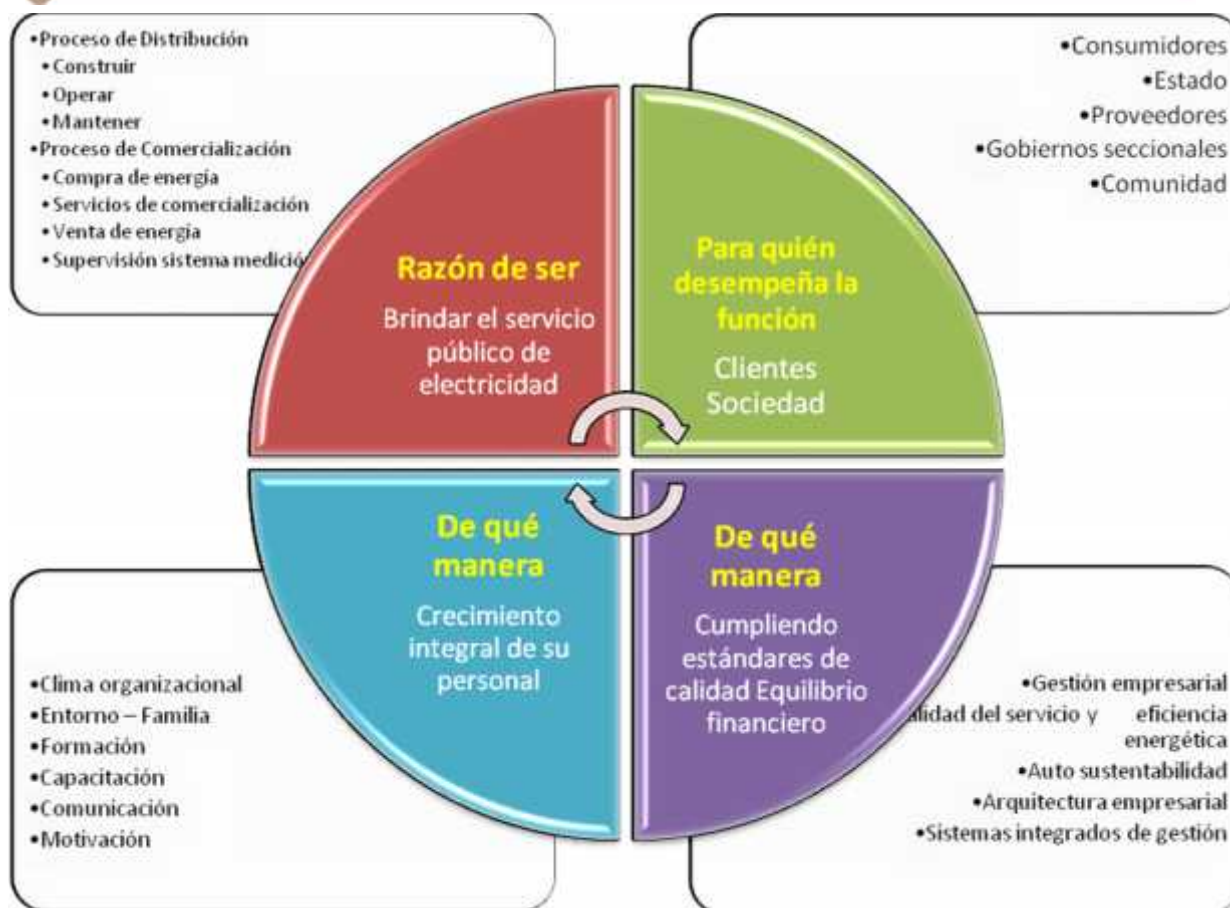 •Proceso de Distribución
•Construir
•Operar
•Mantener
•Proceso de Comercialización
•Compra de energía
•Servicios de comercialización
•Venta de energía
•Supervisión sistema medició
•Consumidores
•Estado
•Proveedores
•Gobiernos seccionales
•Comunidad
Razón de ser
Brindar el servicio
público de
electricidad
Para quién
desempeña la
función
Clientes
Sociedad
De qué
manera
Crecimiento
integral de su
personal
De qué
manera
Cumpliendo
estándares de
calidad Equilibrio
financiero
•Clima organizacional
•Entorno – Familia
•Formación
•Capacitación
•Comunicación
•Motivación
•Gestión empresarial
alidad del servicio y eficiencia
energética
•Auto sustentabilidad
•Arquitectura empresarial
•Sistemas integrados de gestión